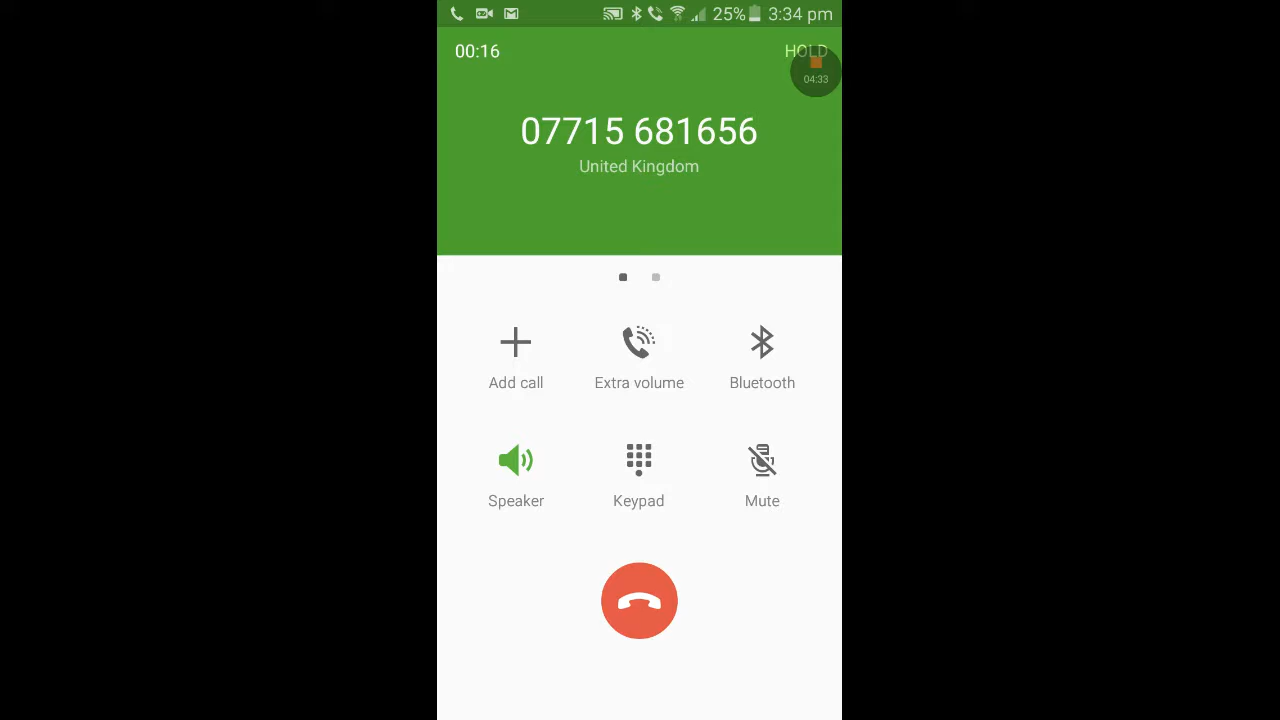 25% 3:34 pm
00:16
HOLD
04:33
07715 681656
United Kingdom
Add call
Extra volume
Bluetooth
Speaker
Keypad
Mute